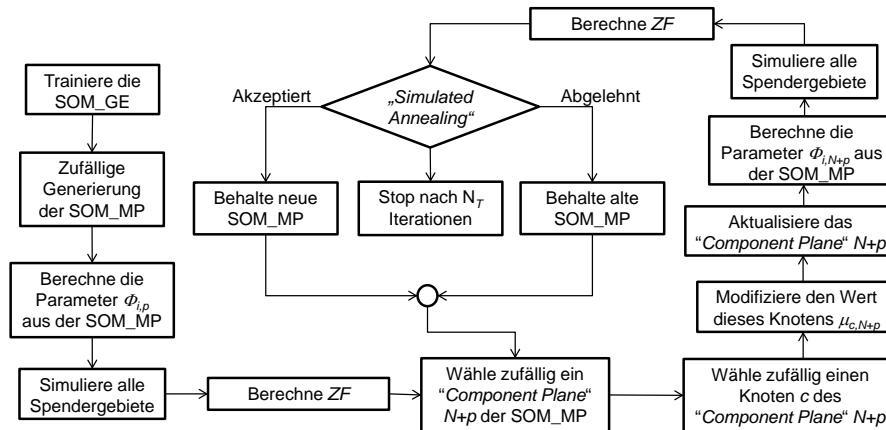 Trainiere die
SOM_GE
Zufällige
Generierung
der SOM_MP
Berechne die
Parameter Φi,p
aus der SOM_MP
Simuliere alle
Spendergebiete
Berechne ZF
Wähle zufällig ein
“Component Plane“
N+p der SOM_MP
Wähle zufällig einen
Knoten c des
“Component Plane“ N+p
Modifiziere den Wert
dieses Knotens μc,N+p
Aktualisiere das
“Component Plane“ N+p
Berechne die
Parameter Φi,N+p aus
der SOM_MP
Simuliere alle
Spendergebiete
Berechne ZF
„Simulated
Annealing“
Akzeptiert
Abgelehnt
Behalte neue
SOM_MP
Stop nach NT
Iterationen
Behalte alte
SOM_MP